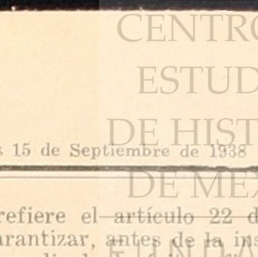 CENTRO
ESTUD
DE HIST
s 15 de Septiembre de 1938
DE MEX
refiere el artículo 22 d
arantizar, antes de la ins